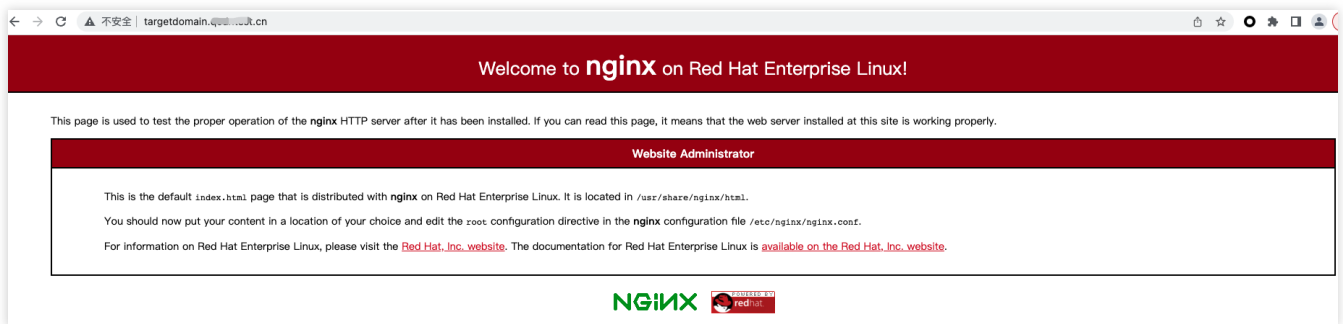 不安全 targetdomain. .cn
Welcome to nginx on Red Hat Enterprise Linux!
This page is used to test the proper operation of the nginx HTTP server after it has been installed. If you can read this page, it means that the web server installed at this site is working properly.
Website Administrator
This is the default index.html page that is distributed with nginx on Red Hat Enterprise Linux. It is located in /usr/share/nginx/html.
You should now put your content in a location of your choice and edit the root configuration directive in the nginx configuration file /etc/nginx/nginx.conf.
For information on Red Hat Enterprise Linux, please visit the Red Hat, Inc. website. The documentation for Red Hat Enterprise Linux is available on the Red Hat, Inc. website.
NGINX POWERED BY
redhat